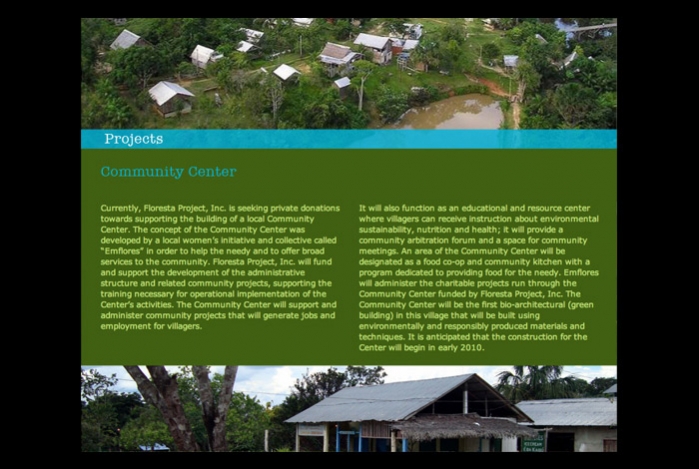 Projects
Community Center
Currently, Floresta Project, Inc. is seeking private donations
towards supporting the building of a local Community
Center. The concept of the Community Center was
developed by a local women's initiative and collective called
"Emflores" in order to help the needy and to offer broad
services to the community. Floresta Project, Inc. will fund
and support the development of the administrative
structure and related community projects, supporting the
training necessary for operational implementation of the
Center's activities. The Community Center will support and
administer community projects that will generate jobs and
employment for villagers.
It will also function as an educational and resource center
where villagers can receive instruction about environmental
sustainability, nutrition and health; it will provide a
community arbitration forum and a space for community
meetings. An area of the Community Center will be
designated as a food co-op and community kitchen with a
program dedicated to providing food for the needy. Emflores
will administer the charitable projects run through the
Community Center funded by Floresta Project, Inc. The
Community Center will be the first bio-architectural (green
building) in this village that will be built using
environmentally and responsibly produced materials and
techniques. It is anticipated that the construction for the
Center will begin in early 2010.